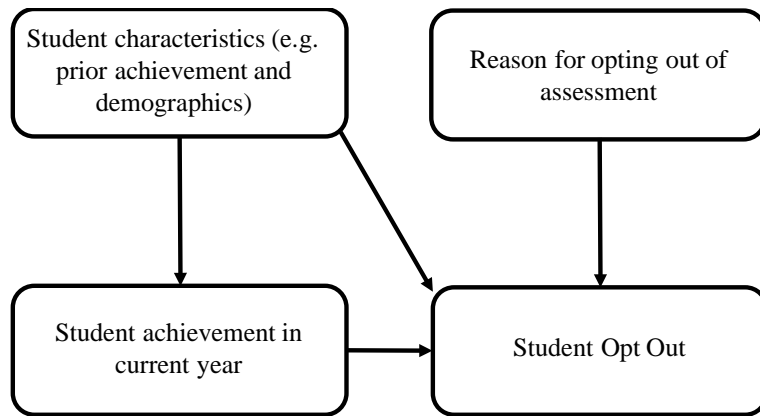 Student characteristics (e.g.
prior achievement and
demographics)
Reason for opting out of
assessment
Student achievement in
current year
Student Opt Out